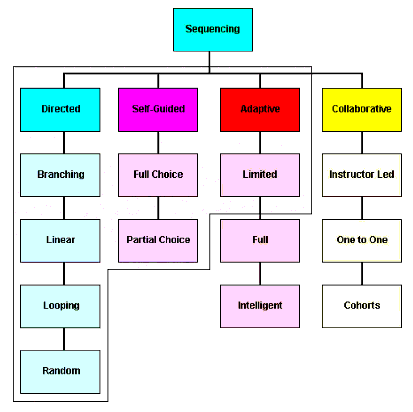 Sequencing
Directed
Self-Guided
Adaptive
Collaborative
Branching
Full Choice
Limited
Instructor Led
Linear
Partial Choice
Full
One to One
Looping
Intelligent
Cohorts
Random